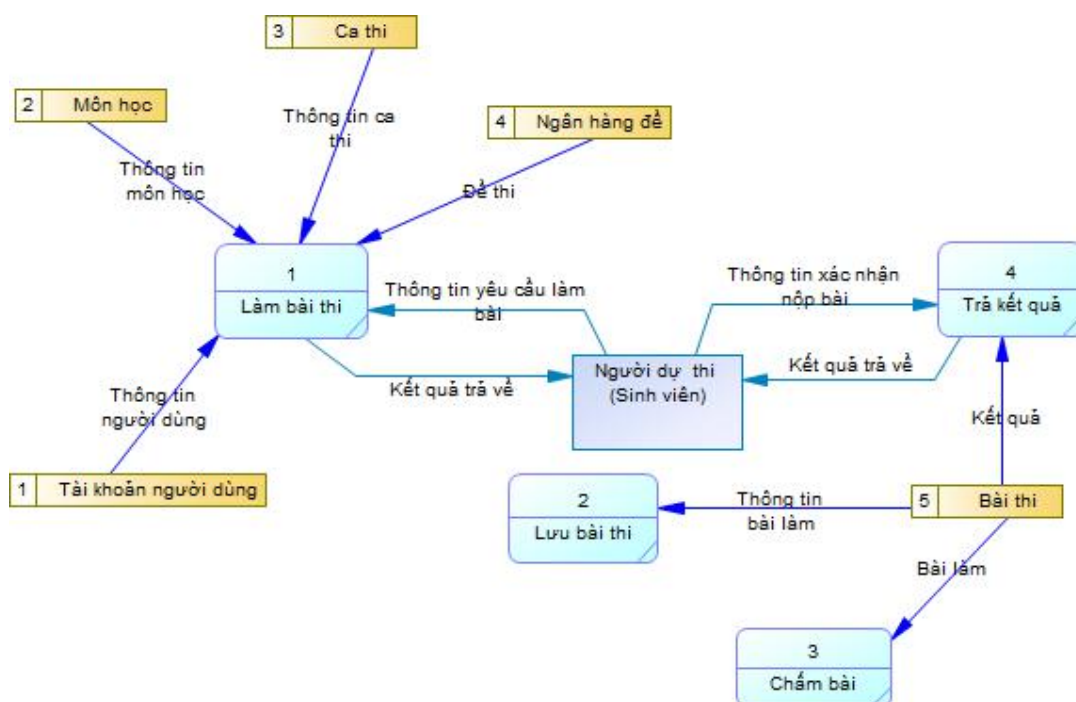 3 Ca thi
2 Môn học
Thông tin ca
thi
4 Ngân hàng đề
Thông tin
môn học
Đề thi
1
Làm bài thi
Thông tin yêu cầu làm
bài
Thông tin xác nhận
nộp bài
4
Trả kết quả
Kết quả trả về
Người dự thi
(Sinh viên)
Kết quả trả về
Thông tin
người dùng
Kết quả
1 Tài khoản người dùng
2
Lưu bài thi
Thông tin
bài làm
5 Bài thi
Bài làm
3
Chấm bài